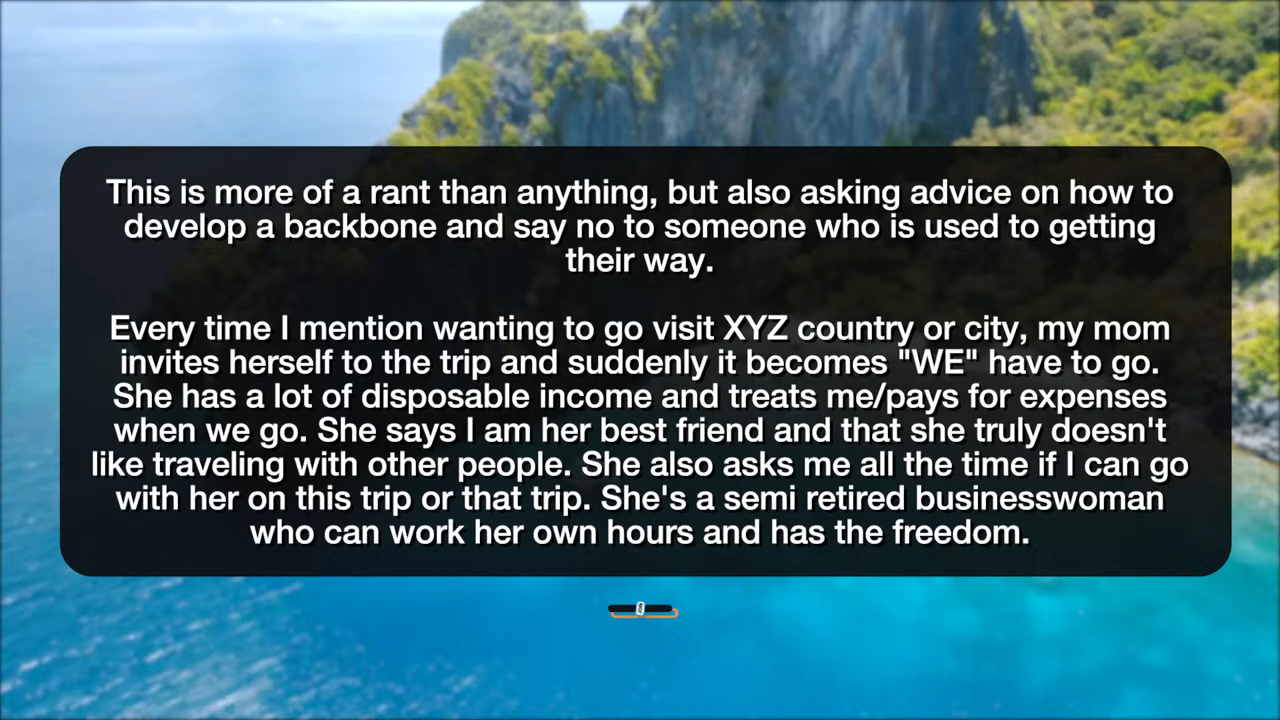 This is more of a rant than anything, but also asking advice on how to
develop a backbone and say no to someone who is used to getting
their way.
Every time I mention wanting to go visit XYZ country or city, my mom
invites herself to the trip and suddenly it becomes "WE" have to go.
She has a lot of disposable income and treats me/pays for expenses
when we go. She says I am her best friend and that she truly doesn't
like traveling with other people. She also asks me all the time if I can go
with her on this trip or that trip. She's a semi retired businesswoman
who can work her own hours and has the freedom.